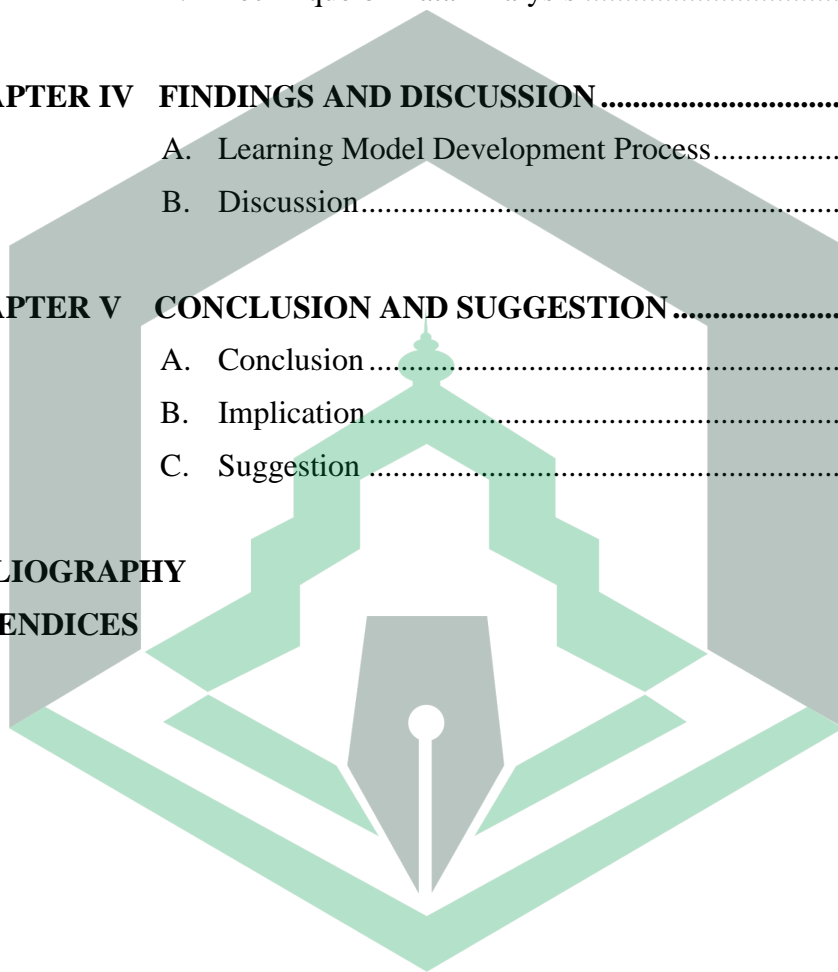 APTER IV FINDINGS AND DISCUSSION ..............................
A. Learning Model Development Process................
B. Discussion............................................................
APTER V CONCLUSION AND SUGGESTION .....................
A. Conclusion ...........................................................
B. Implication...........................................................
C. Suggestion ...........................................................
LIOGRAPHY
ENDICES